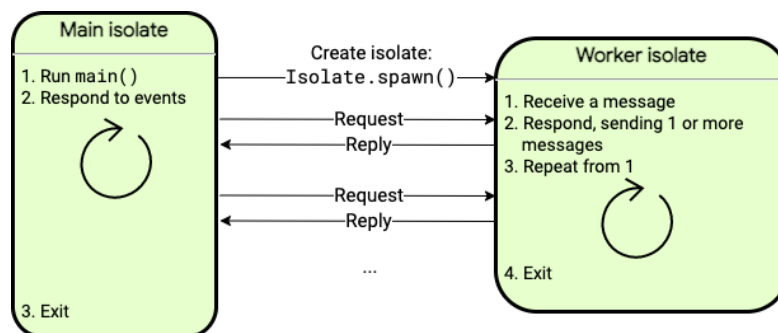 Main isolate
1. Run main()
2. Respond to events
3. Exit
Create isolate:
Isolate.spawn()
Request
Reply
Request
Reply
...
Worker isolate
1. Receive a message
2. Respond, sending 1 or more
messages
3. Repeat from 1
4. Exit